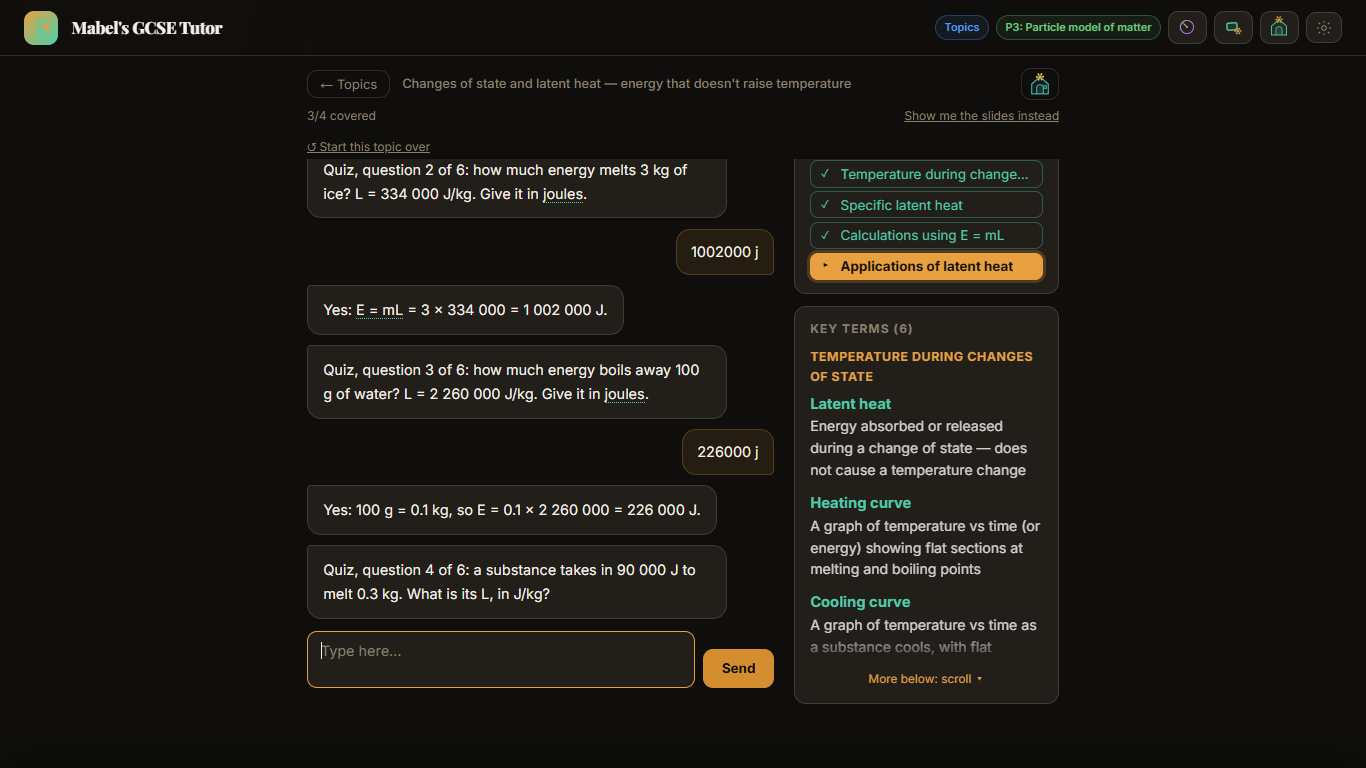 Mabel's GCSE Tutor
Topics
P3: Particle model of matter
← Topics
Changes of state and latent heat — energy that doesn't raise temperature
3/4 covered
Show me the slides instead
↺ Start this topic over
Quiz, question 2 of 6: how much energy melts 3 kg of
ice? L = 334 000 J/kg. Give it in joules.
1002000 j
Yes: E = mL = 3 × 334 000 = 1 002 000 J.
Quiz, question 3 of 6: how much energy boils away 100
g of water? L = 2 260 000 J/kg. Give it in joules.
226000 j
Yes: 100 g = 0.1 kg, so E = 0.1 × 2 260 000 = 226 000 J.
Quiz, question 4 of 6: a substance takes in 90 000 J to
melt 0.3 kg. What is its L, in J/kg?
Type here...
Send
✓ Temperature during change...
✓ Specific latent heat
✓ Calculations using E = mL
▸ Applications of latent heat
KEY TERMS (6)
TEMPERATURE DURING CHANGES
OF STATE
Latent heat
Energy absorbed or released
during a change of state — does
not cause a temperature change
Heating curve
A graph of temperature vs time (or
energy) showing flat sections at
melting and boiling points
Cooling curve
A graph of temperature vs time as
a substance cools, with flat
More below: scroll ▾